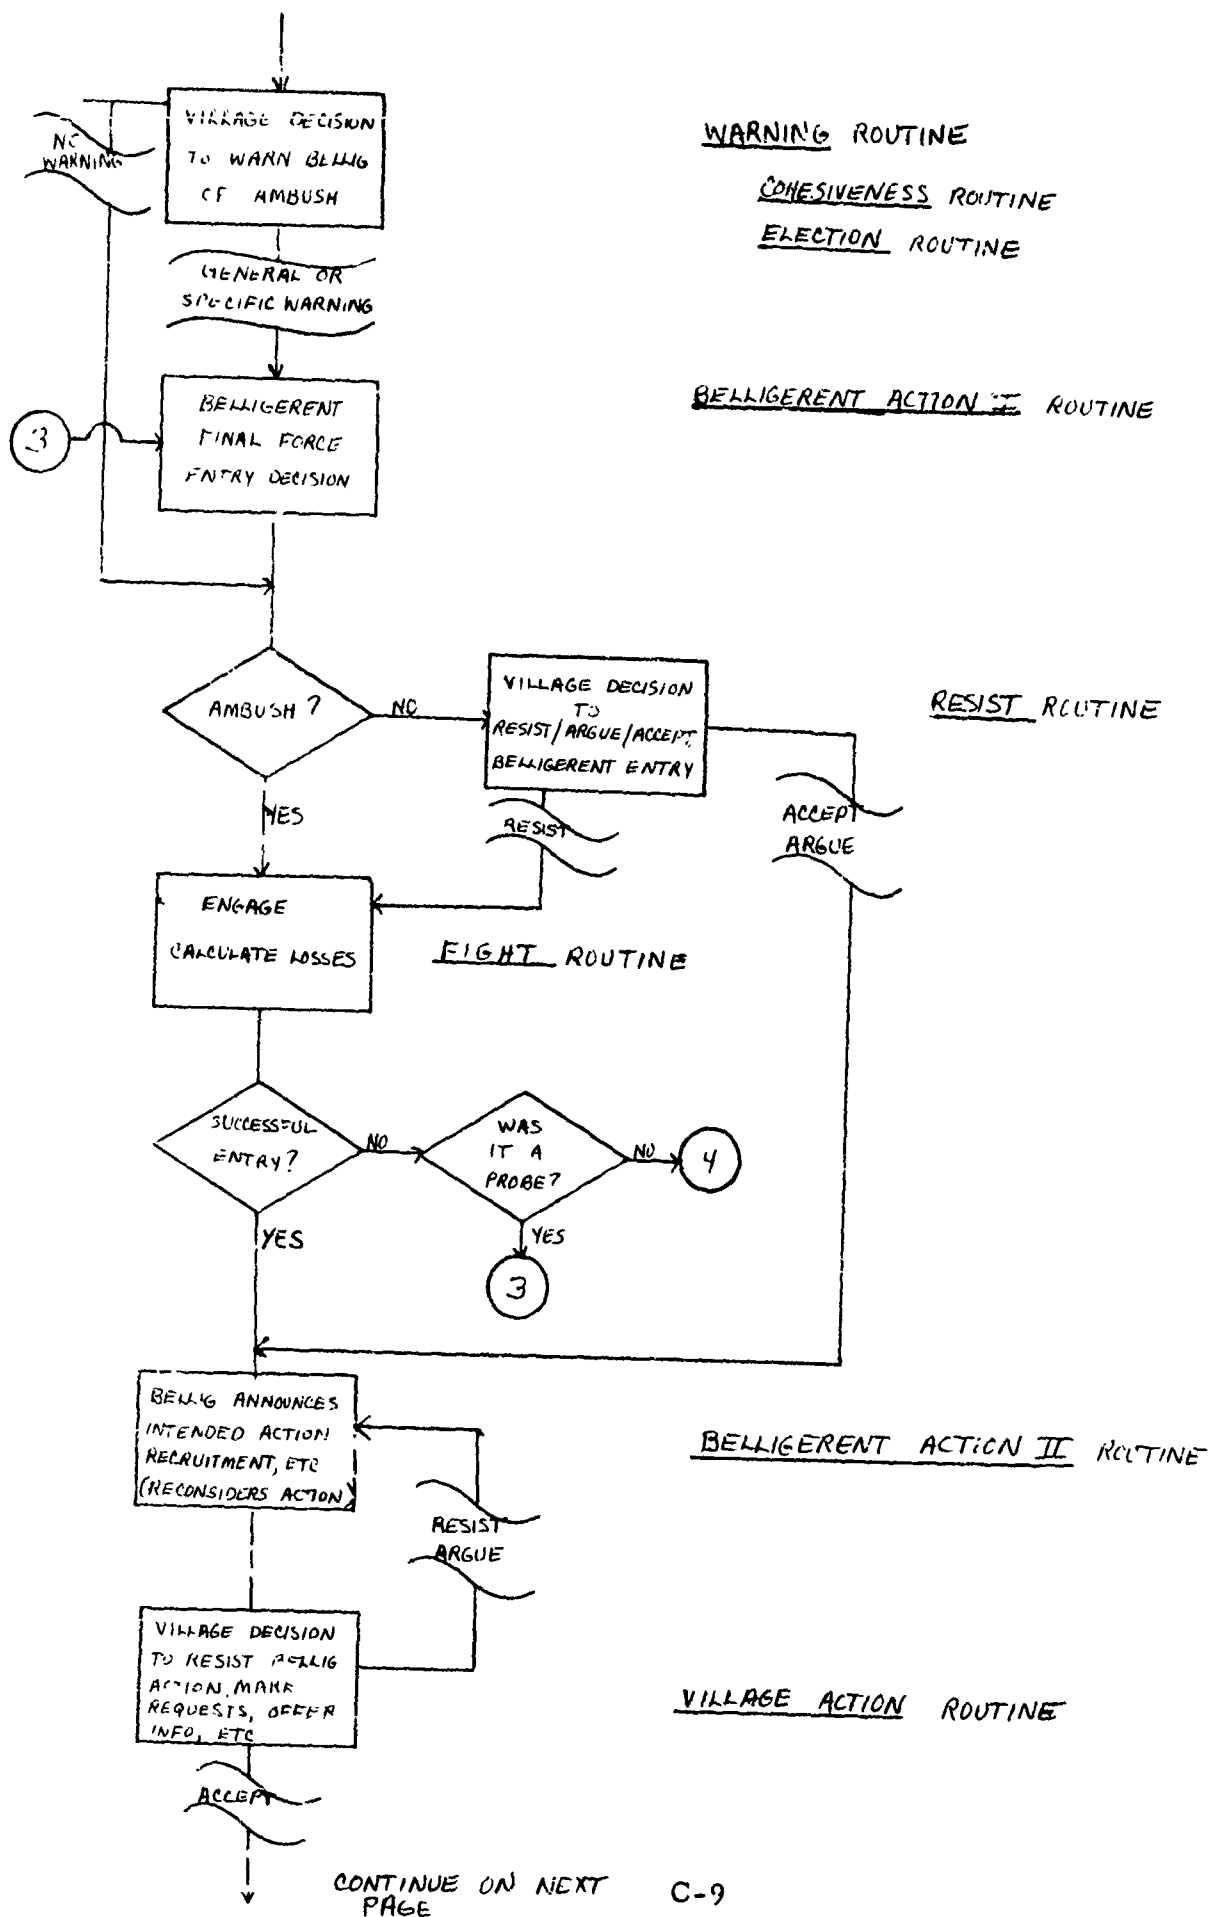 VILLAGE DECISION
TO WARN BELLIG
OF AMBUSH
NO
WARNING
WARNING ROUTINE
COHESIVENESS ROUTINE
ELECTION ROUTINE
GENERAL OR
SPECIFIC WARNING
BELLIGERENT
FINAL FORCE
ENTRY DECISION
3
BELLIGERENT ACTION I ROUTINE
AMBUSH?
NO
VILLAGE DECISION
TO
RESIST/ARGUE/ACCEPT
BELLIGERENT ENTRY
RESIST ROUTINE
YES
RESIST
ACCEPT
ARGUE
ENGAGE
CALCULATE LOSSES
FIGHT ROUTINE
SUCCESSFUL
ENTRY?
NO
WAS
IT A
PROBE?
NO
4
YES
YES
3
BELLIG ANNOUNCES
INTENDED ACTION
RECRUITMENT, ETC
(RECONSIDERS ACTION)
BELLIGERENT ACTION II ROUTINE
RESIST
ARGUE
VILLAGE DECISION
TO RESIST BELLIG
ACTION, MAKE
REQUESTS, OFFER
INFO, ETC
VILLAGE ACTION ROUTINE
ACCEPT
CONTINUE ON NEXT
PAGE
C-9